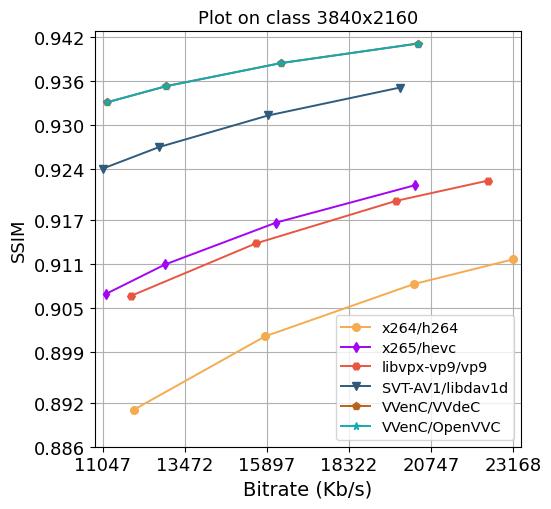 Plot on class 3840x2160
0.942
0.936
0.930
0.924
0.917
0.911
0.905
0.899
0.892
0.886
SSIM
x264/h264
x265/hevc
libvpx-vp9/vp9
SVT-AV1/libdav1d
VVenC/VVdeC
VVenC/OpenVVC
11047 13472 15897 18322 20747 23168
Bitrate (Kb/s)